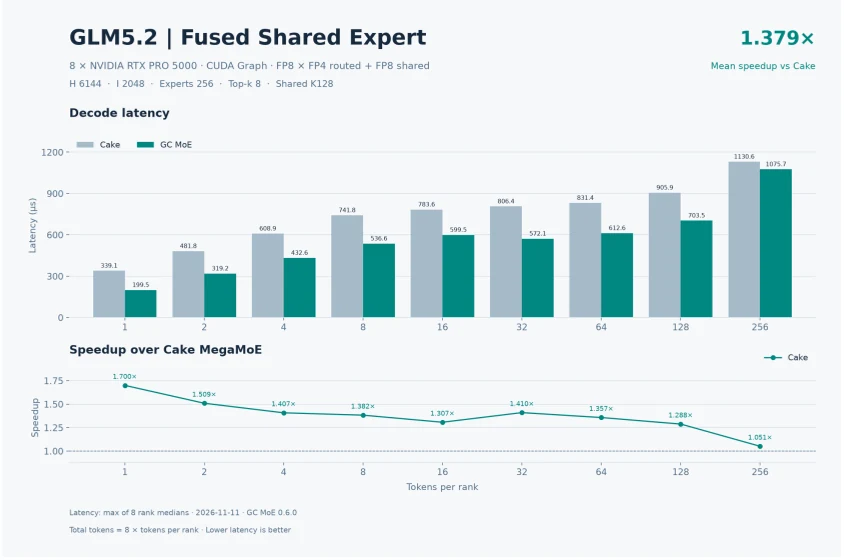 GLM5.2 | Fused Shared Expert
1.379×
8 × NVIDIA RTX PRO 5000 · CUDA Graph · FP8 × FP4 routed + FP8 shared
Mean speedup vs Cake
H 6144 · I 2048 · Experts 256 · Top-k 8 · Shared K128
Decode latency
Cake GC MoE
Latency (µs)
1200
900
600
300
0
339.1 199.5 481.8 319.2 608.9 432.6 741.8 536.6 783.6 599.5 806.4 572.1 831.4 612.6 905.9 703.5 1130.6 1075.7
1 2 4 8 16 32 64 128 256
Speedup over Cake MegaMoE
Cake
Speedup
1.75
1.50
1.25
1.00
1.700× 1.509× 1.407× 1.382× 1.307× 1.410× 1.357× 1.288× 1.051×
1 2 4 8 16 32 64 128 256
Tokens per rank
Latency: max of 8 rank medians · 2026-11-11 · GC MoE 0.6.0
Total tokens = 8 × tokens per rank · Lower latency is better